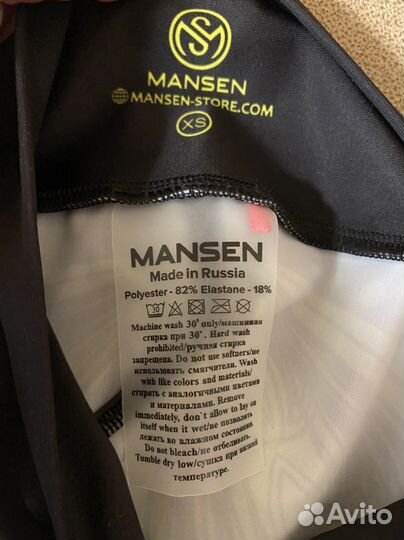 MANSEN
MANSEN-STORE.COM
XS
MANSEN
Made in Russia
Polyester - 82% Elastane - 18%
30
Machine wash 30° only/машинная
стирка при 30°. Hard wash
prohibited/ручная стирка
запрещена. Do not use softners/не
использовать смягчители. Wash
with like colors and materials/
стирать с аналогичными цветами
и материалами. Remove
immediately, don`t allow to lay on
itself when it wet/не позволять
лежать во влажном состоянии.
Do not bleach/не отбеливать.
Tumble dry low/сушка при низкой
температуре.
Avito